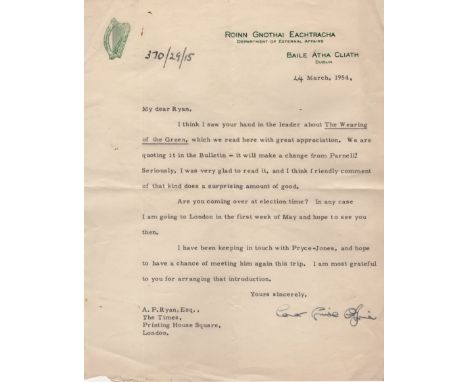 ROINN GNOTHAI EACHTRACHA
DEPARTMENT OF EXTERNAL AFFAIRS
370/29/15
BAILE ÁTHA CLIATH
DUBLIN
24 March, 1954.
My dear Ryan,
I think I saw your hand in the leader about The Wearing
of the Green, which we read here with great appreciation. We are
quoting it in the Bulletin - it will make a change from Parnell!
Seriously, I was very glad to read it, and I think friendly comment
of that kind does a surprising amount of good.
Are you coming over at election time? In any case
I am going to London in the first week of May and hope to see you
then.
I have been keeping in touch with Pryce-Jones, and hope
to have a chance of meeting him again this trip. I am most grateful
to you for arranging that introduction.
Yours sincerely,
Conor Cruise O'Brien
A. P. Ryan, Esq.,
The Times,
Printing House Square,
London.